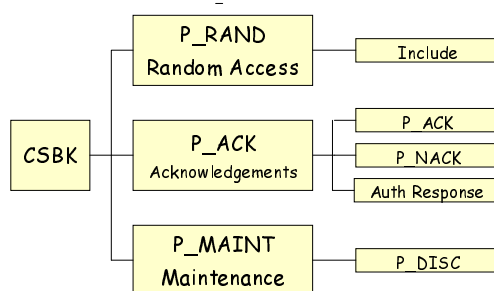 P_RAND
Random Access
Include
CSBK
P_ACK
Acknowledgements
P_ACK
P_NACK
Auth Response
P_MAINT
Maintenance
P_DISC